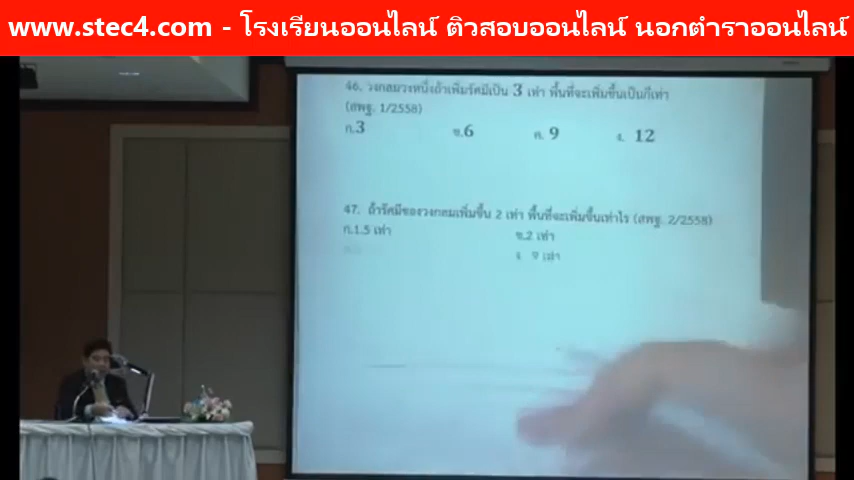 www.stec4.com - โรงเรียนออนไลน์ ติวสอบออนไลน์ นอกตำราออนไลน์
46. วงกลมวงหนึ่งถ้าเพิ่มรัศมีเป็น 3 เท่า พื้นที่จะเพิ่มขึ้นเป็นกี่เท่า
(สพฐ. 1/2558)
ก.3 ข.6 ค. 9 ง. 12
47. ถ้ารัศมีของวงกลมเพิ่มขึ้น 2 เท่า พื้นที่จะเพิ่มขึ้นเท่าไร (สพฐ. 2/2558)
ก.1.5 เท่า ข.2 เท่า
ง 9 เท่า